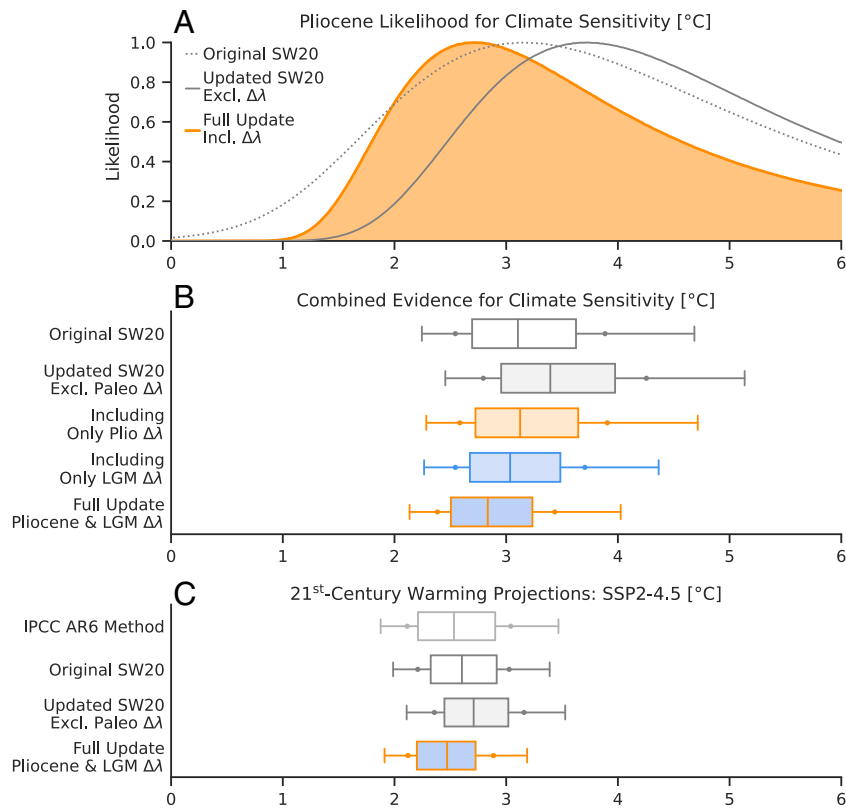 A
Pliocene Likelihood for Climate Sensitivity [°C]
Likelihood
1.0
0.8
0.6
0.4
0.2
0.0
Original SW20
Updated SW20
Excl. Δλ
Full Update
Incl. Δλ
0 1 2 3 4 5 6
B
Combined Evidence for Climate Sensitivity [°C]
Original SW20
Updated SW20
Excl. Paleo Δλ
Including
Only Plio Δλ
Including
Only LGM Δλ
Full Update
Pliocene & LGM Δλ
0 1 2 3 4 5 6
C
21st-Century Warming Projections: SSP2-4.5 [°C]
IPCC AR6 Method
Original SW20
Updated SW20
Excl. Paleo Δλ
Full Update
Pliocene & LGM Δλ
0 1 2 3 4 5 6